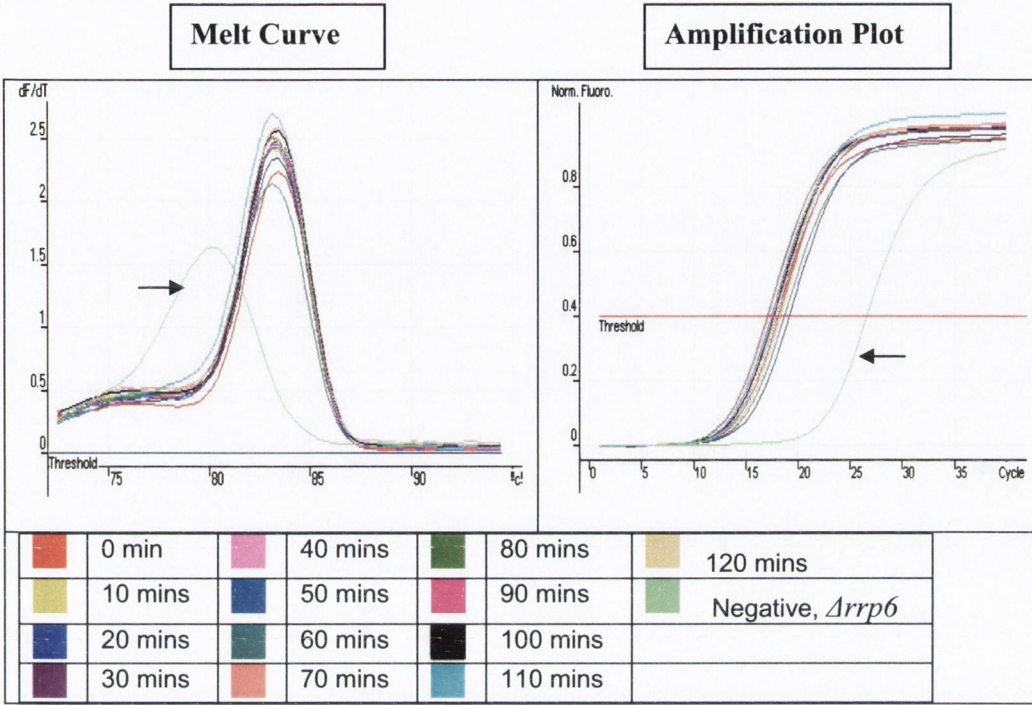 Melt Curve
Amplification Plot
dF/dT
2.5
2
1.5
1
0.5
0
Threshold
75
80
85
90
°C
Norm. Fluoro.
0.8
0.6
0.4
Threshold
0.2
0
0
5
10
15
20
25
30
35
Cycle
0 min
40 mins
80 mins
120 mins
10 mins
50 mins
90 mins
Negative, Δrrp6
20 mins
60 mins
100 mins
30 mins
70 mins
110 mins